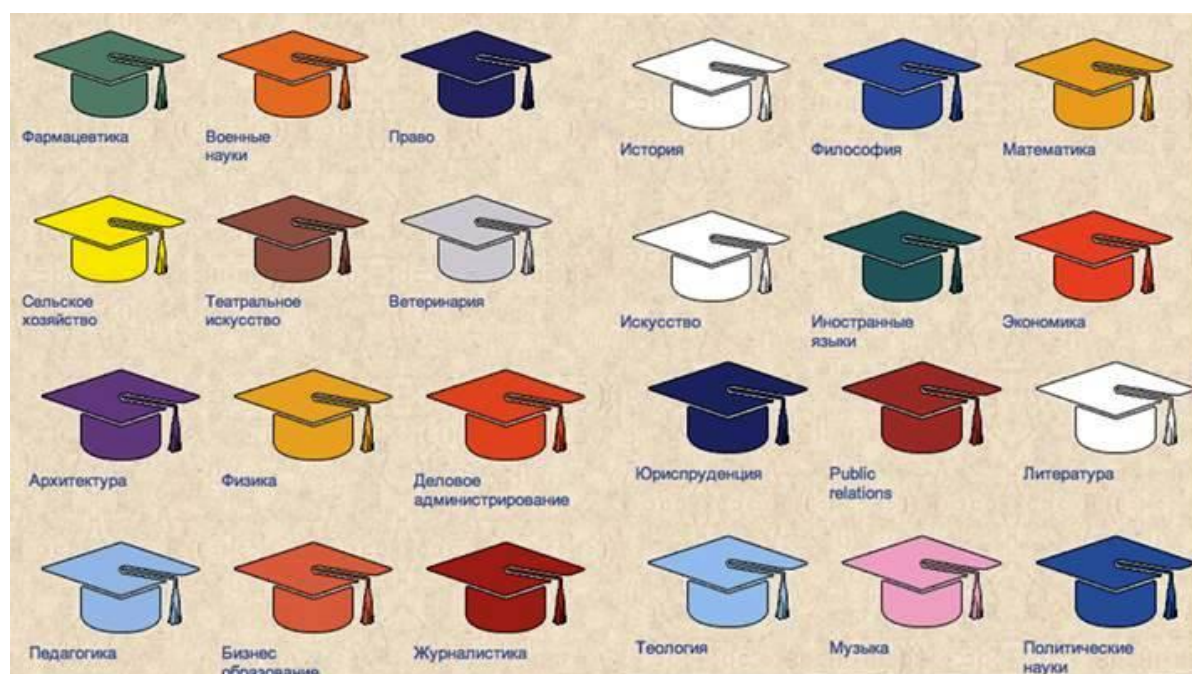 Фармацевтика
Военные
науки
Право
История
Философия
Математика
Сельское
хозяйство
Театральное
искусство
Ветеринария
Искусство
Иностранные
языки
Экономика
Архитектура
Физика
Деловое
администрирование
Юриспруденция
Public
relations
Литература
Педагогика
Бизнес
образование
Журналистика
Теология
Музыка
Политические
науки